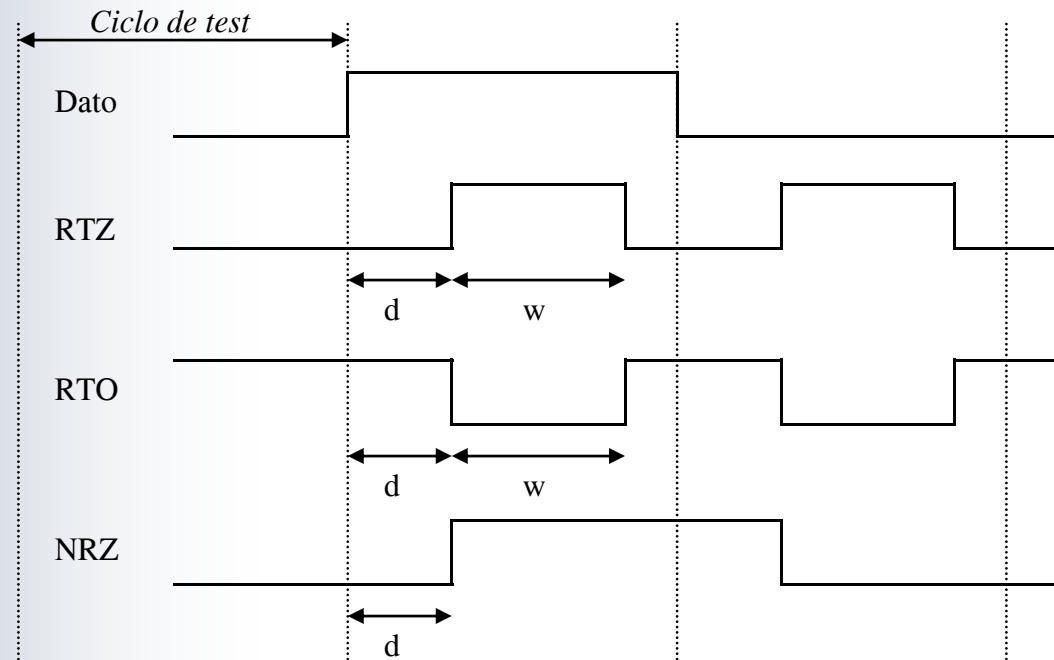 Ciclo de test
Dato
RTZ
d w
RTO
d w
NRZ
d